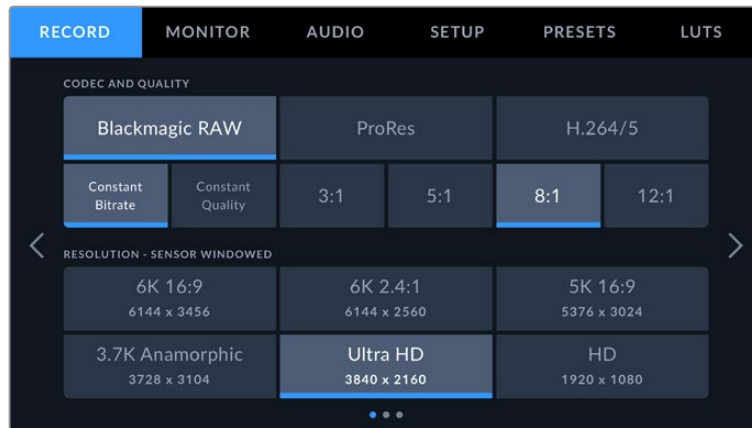 RECORD MONITOR AUDIO SETUP PRESETS LUTS
CODEC AND QUALITY
Blackmagic RAW ProRes H.264/5
Constant Bitrate Constant Quality 3:1 5:1 8:1 12:1
RESOLUTION - SENSOR WINDOWED
6K 16:9 6K 2.4:1 5K 16:9
6144 x 3456 6144 x 2560 5376 x 3024
3.7K Anamorphic Ultra HD HD
3728 x 3104 3840 x 2160 1920 x 1080